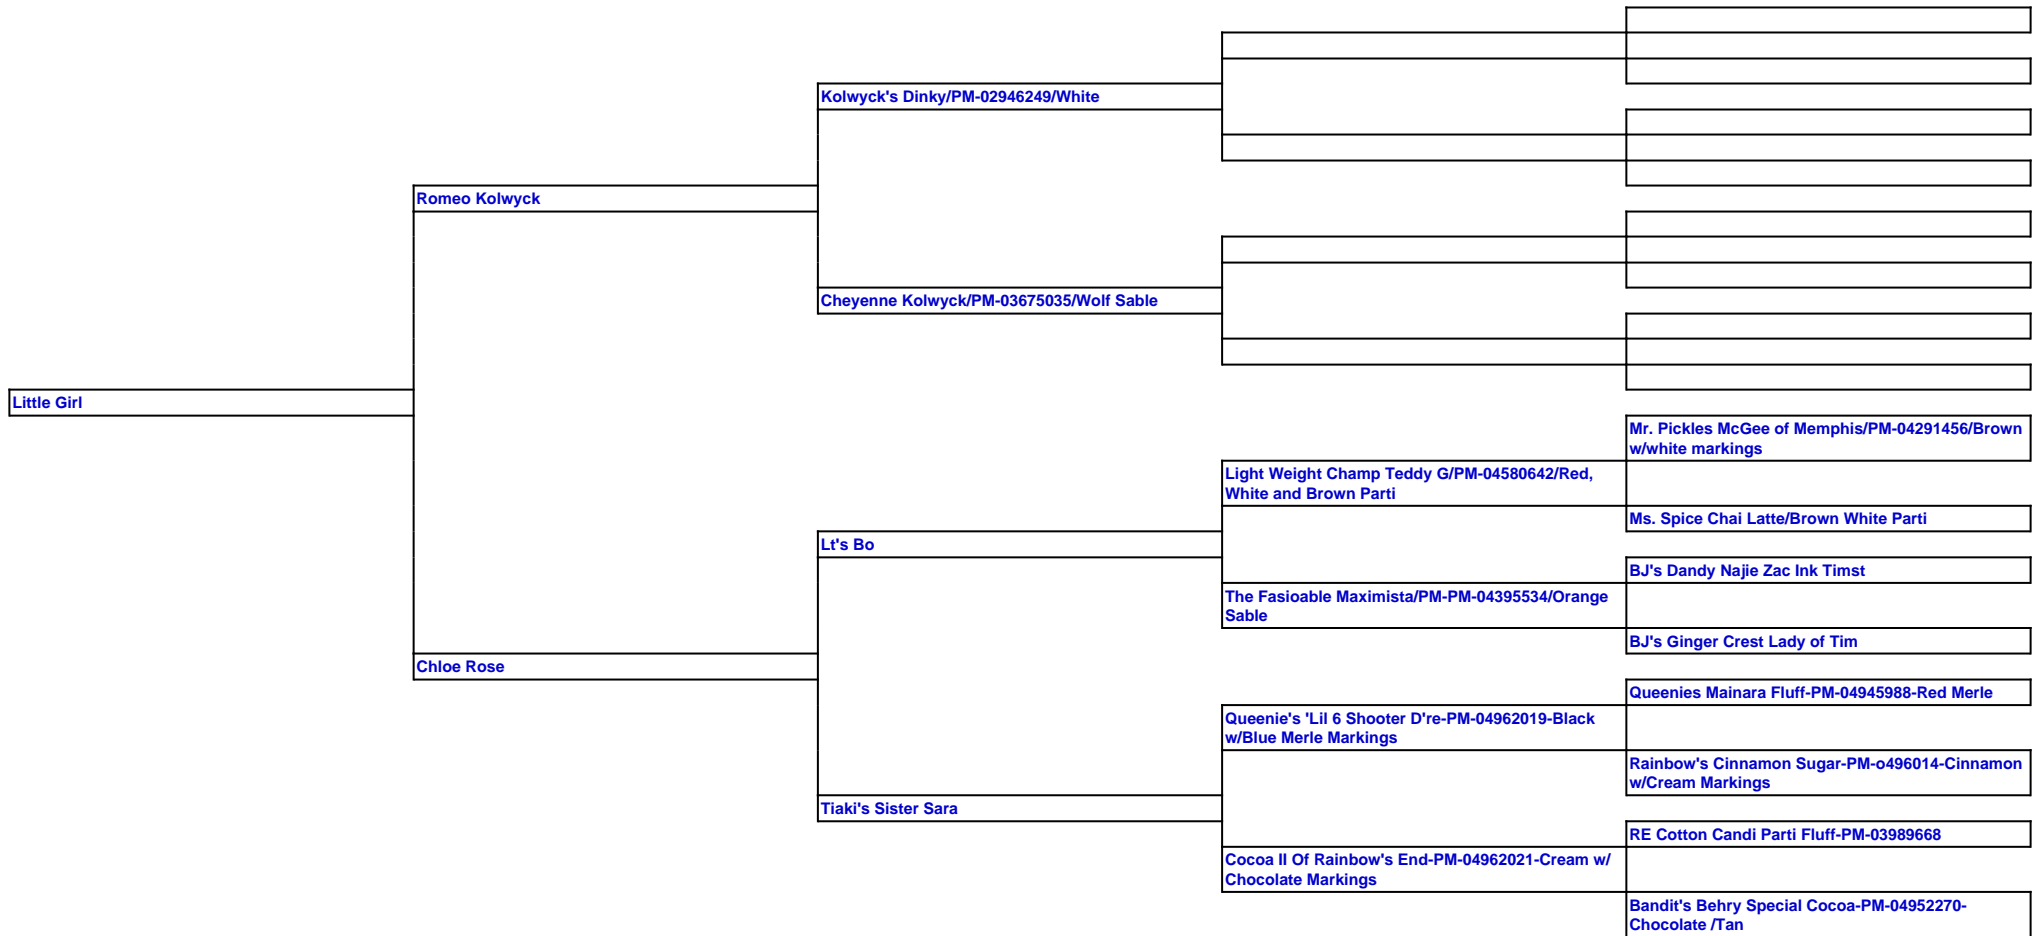 Kolwyck's Dinky/PM-02946249/White
Romeo Kolwyck
Cheyenne Kolwyck/PM-03675035/Wolf Sable
Little Girl
Mr. Pickles McGee of Memphis/PM-04291456/Brown
w/white markings
Light Weight Champ Teddy G/PM-04580642/Red,
White and Brown Parti
Ms. Spice Chai Latte/Brown White Parti
Lt's Bo
BJ's Dandy Najie Zac Ink Timst
The Fasioable Maximista/PM-PM-04395534/Orange
Sable
BJ's Ginger Crest Lady of Tim
Chloe Rose
Queenies Mainara Fluff-PM-04945988-Red Merle
Queenie's 'Lil 6 Shooter D're-PM-04962019-Black
w/Blue Merle Markings
Rainbow's Cinnamon Sugar-PM-o496014-Cinnamon
w/Cream Markings
Tiaki's Sister Sara
RE Cotton Candi Parti Fluff-PM-03989668
Cocoa II Of Rainbow's End-PM-04962021-Cream w/
Chocolate Markings
Bandit's Behry Special Cocoa-PM-04952270-
Chocolate /Tan